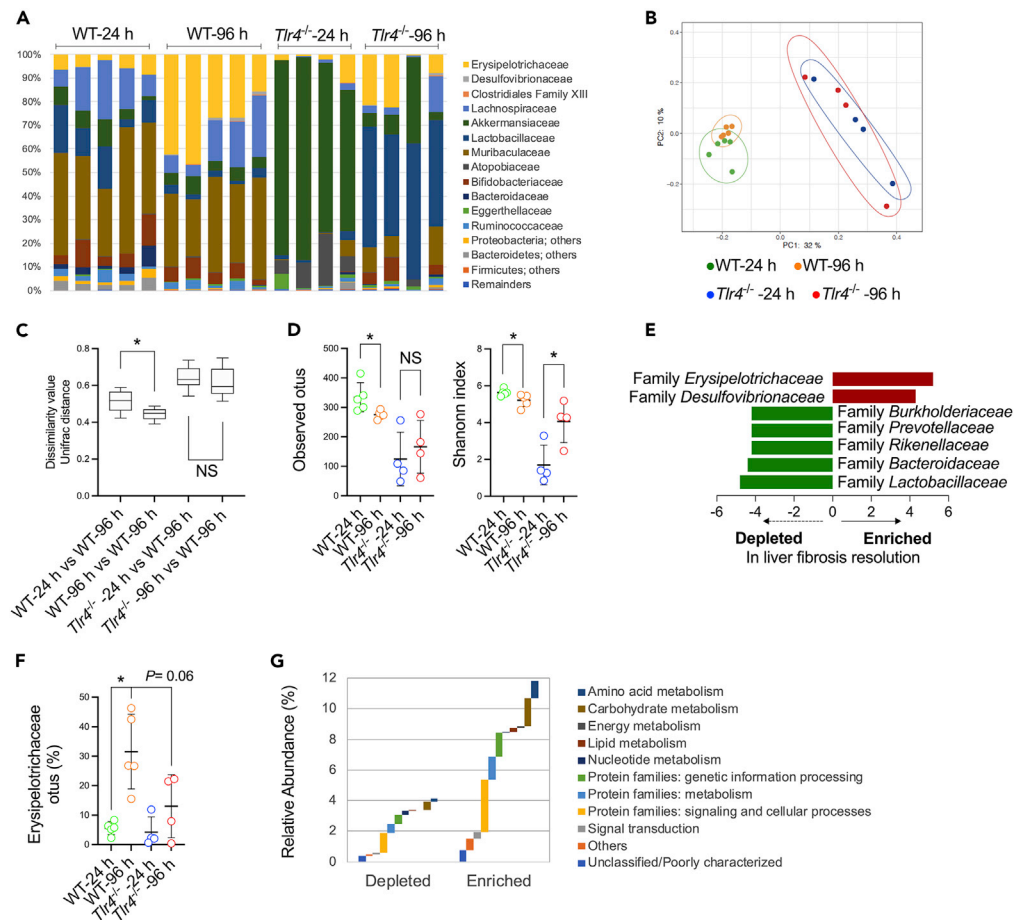 A
WT-24 h
WT-96 h
Tlr4-/--24 h
Tlr4-/--96 h
100%
90%
80%
70%
60%
50%
40%
30%
20%
10%
0%
Erysipelotrichaceae
Desulfovibrionaceae
Clostridiales Family XIII
Lachnospiraceae
Akkermansiaceae
Lactobacillaceae
Muribaculaceae
Atopobiaceae
Bifidobacteriaceae
Bacteroidaceae
Eggerthellaceae
Ruminococcaceae
Proteobacteria; others
Bacteroidetes; others
Firmicutes; others
Remainders
B
PC2: 10 %
0.4
0.2
0.0
-0.2
-0.2
0.0
0.2
0.4
PC1: 32 %
WT-24 h
WT-96 h
Tlr4-/- -24 h
Tlr4-/- -96 h
C
Dissimilarity value
Unifrac distance
0.8
0.6
0.4
0.2
0.0
*
NS
WT-24 h vs WT-96 h
WT-96 h vs WT-96 h
Tlr4-/- -24 h vs WT-96 h
Tlr4-/- -96 h vs WT-96 h
D
Observed otus
500
400
300
200
100
0
*
NS
WT-24 h
WT-96 h
Tlr4-/- -24 h
Tlr4-/- -96 h
Shanonn index
8
6
4
2
0
*
*
WT-24 h
WT-96 h
Tlr4-/- -24 h
Tlr4-/- -96 h
E
Family Erysipelotrichaceae
Family Desulfovibrionaceae
Family Burkholderiaceae
Family Prevotellaceae
Family Rikenellaceae
Family Bacteroidaceae
Family Lactobacillaceae
-6 -4 -2 0 2 4 6
Depleted Enriched
In liver fibrosis resolution
F
Erysipelotrichaceae
otus (%)
50
40
30
20
10
0
*
P= 0.06
WT-24 h
WT-96 h
Tlr4-/- -24 h
Tlr4-/- -96 h
G
Relative Abundance (%)
12
10
8
6
4
2
0
Depleted
Enriched
Amino acid metabolism
Carbohydrate metabolism
Energy metabolism
Lipid metabolism
Nucleotide metabolism
Protein families: genetic information processing
Protein families: metabolism
Protein families: signaling and cellular processes
Signal transduction
Others
Unclassified/Poorly characterized